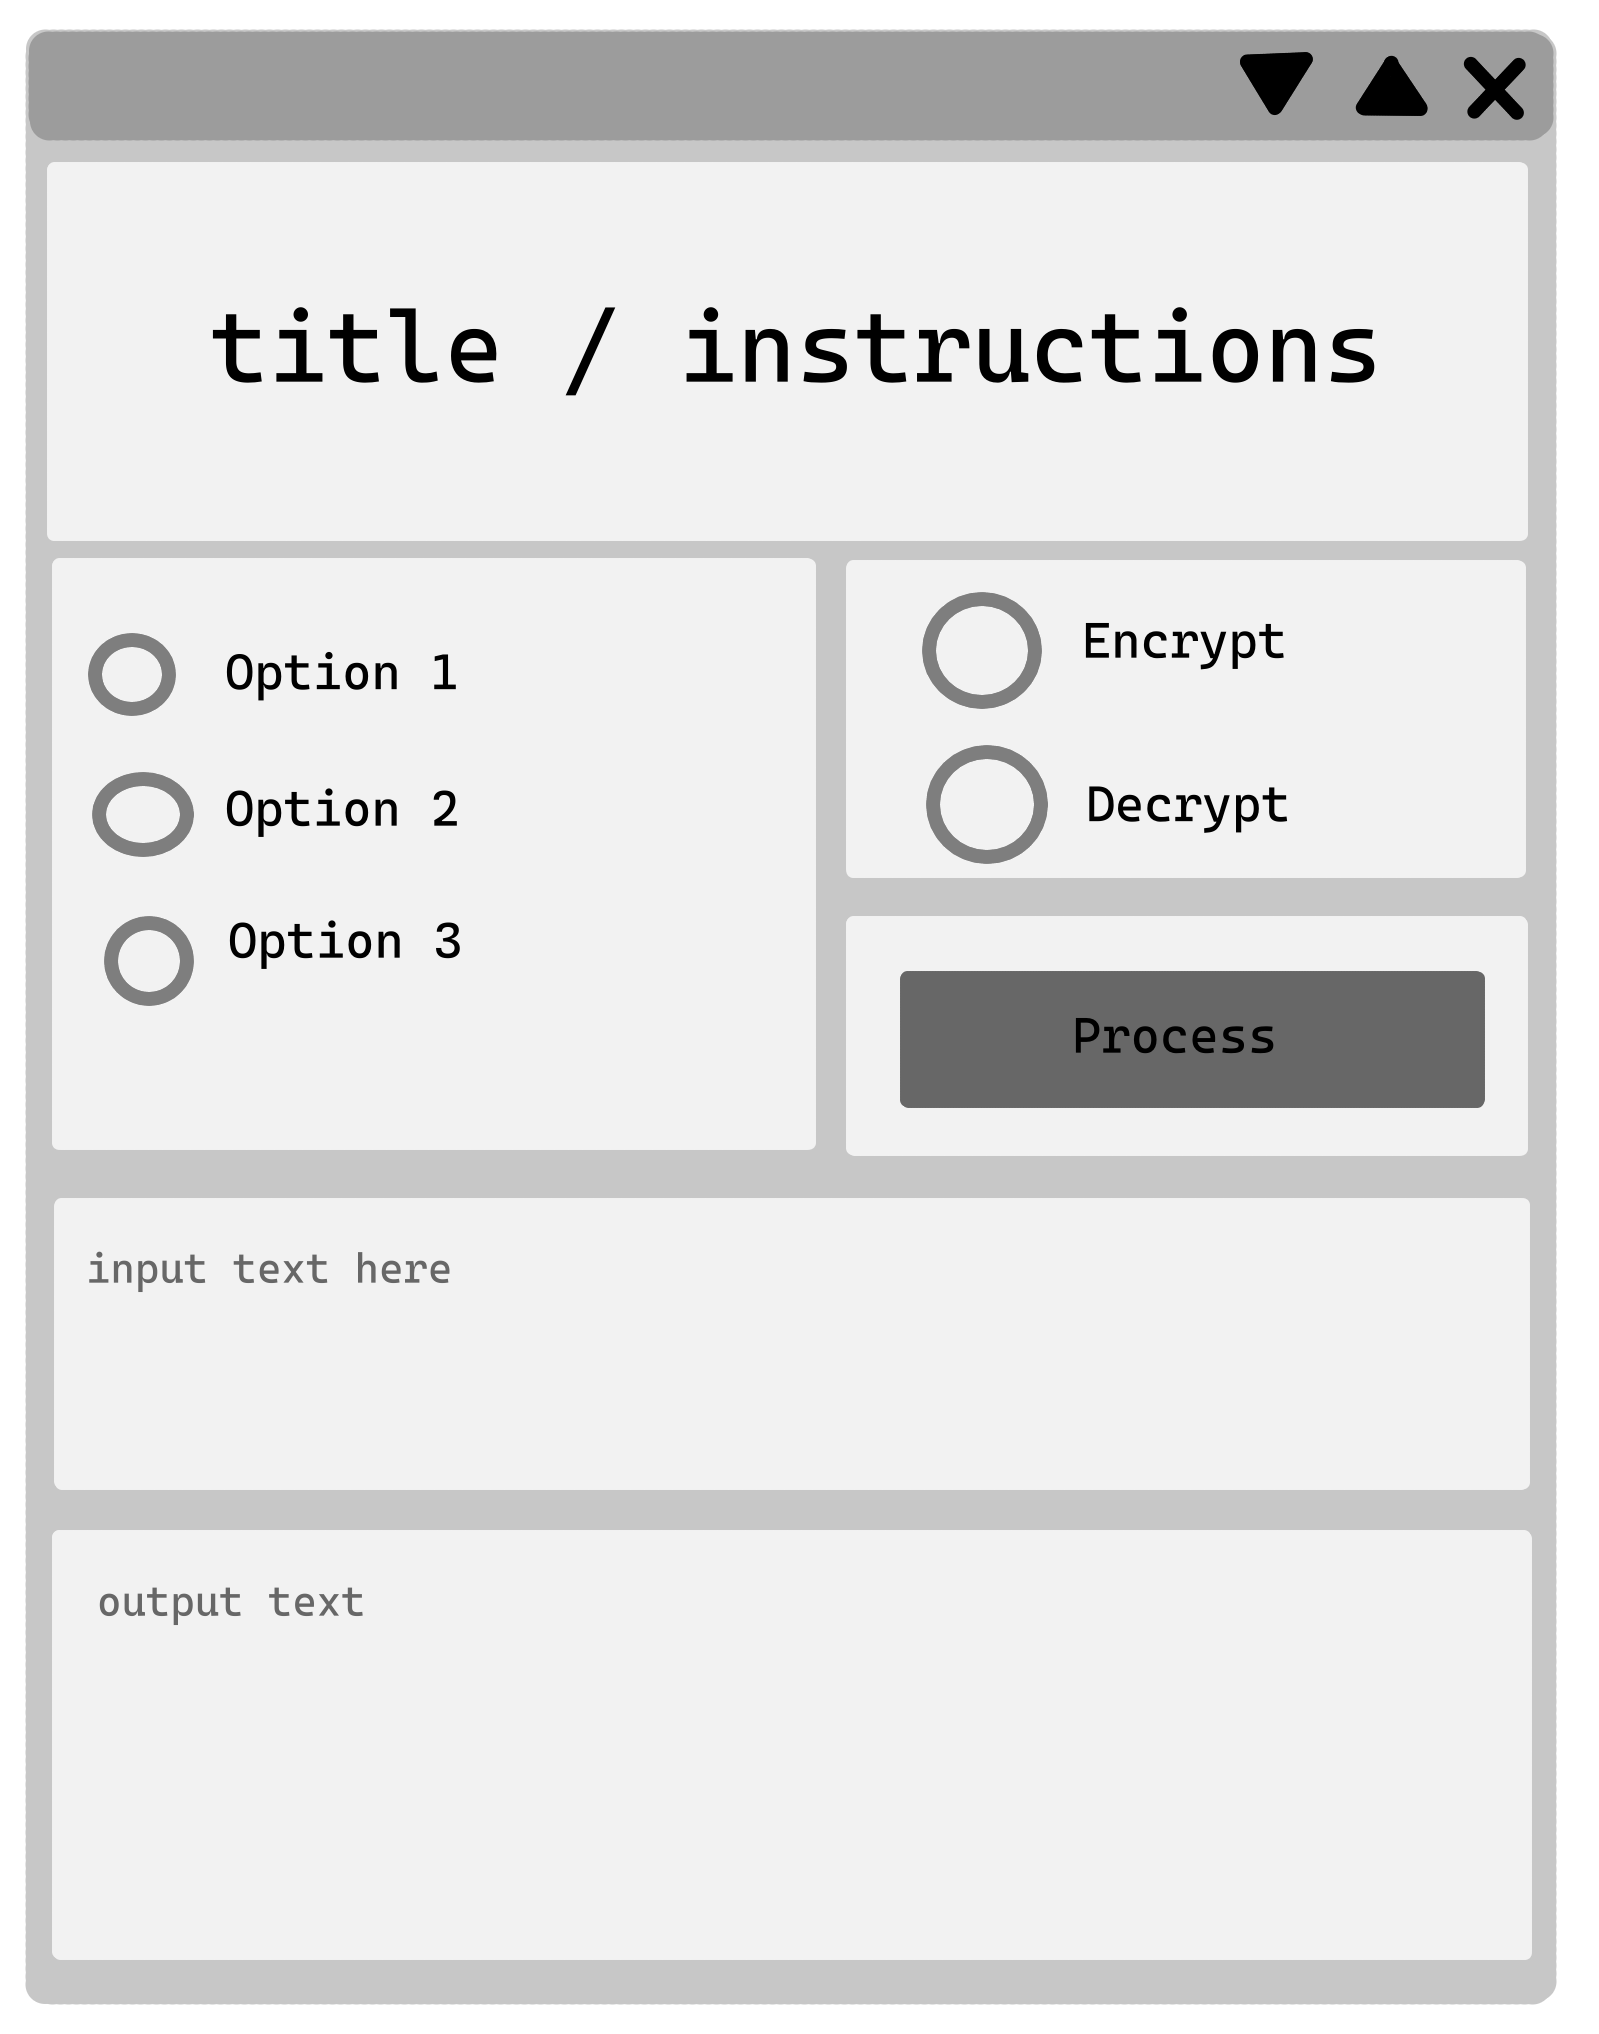 title / instructions
Option 1
Option 2
Option 3
Encrypt
Decrypt
Process
input text here
output text